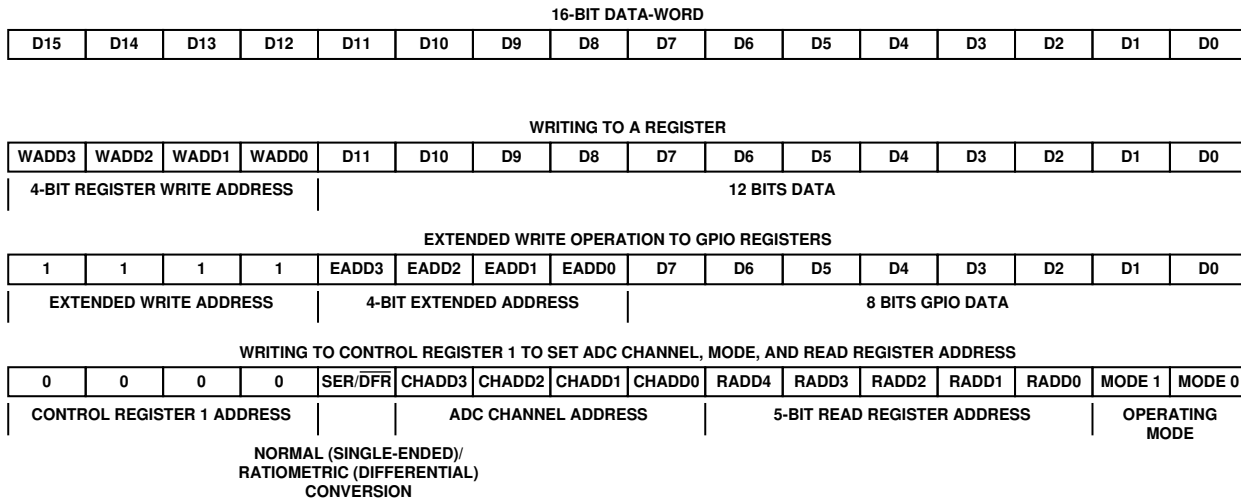 16-BIT DATA-WORD
D15 D14 D13 D12 D11 D10 D9 D8 D7 D6 D5 D4 D3 D2 D1 D0
WRITING TO A REGISTER
WADD3 WADD2 WADD1 WADD0 D11 D10 D9 D8 D7 D6 D5 D4 D3 D2 D1 D0
4-BIT REGISTER WRITE ADDRESS 12 BITS DATA
EXTENDED WRITE OPERATION TO GPIO REGISTERS
1 1 1 1 EADD3 EADD2 EADD1 EADD0 D7 D6 D5 D4 D3 D2 D1 D0
EXTENDED WRITE ADDRESS 4-BIT EXTENDED ADDRESS 8 BITS GPIO DATA
WRITING TO CONTROL REGISTER 1 TO SET ADC CHANNEL, MODE, AND READ REGISTER ADDRESS
0 0 0 0 SER/D̅F̅R̅ CHADD3 CHADD2 CHADD1 CHADD0 RADD4 RADD3 RADD2 RADD1 RADD0 MODE 1 MODE 0
CONTROL REGISTER 1 ADDRESS ADC CHANNEL ADDRESS 5-BIT READ REGISTER ADDRESS OPERATING
MODE
NORMAL (SINGLE-ENDED)/
RATIOMETRIC (DIFFERENTIAL)
CONVERSION